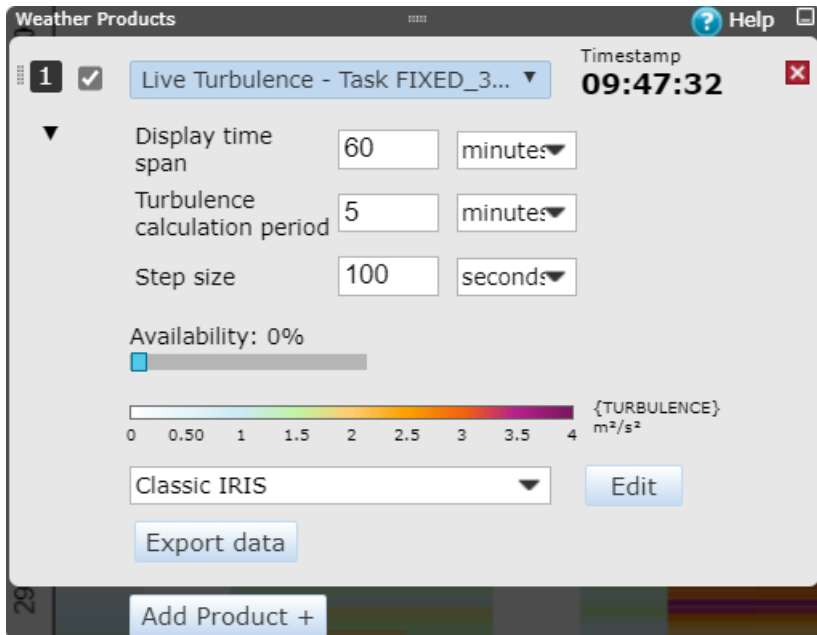 Weather Products
? Help
1
Live Turbulence - Task FIXED_3... ▼
Timestamp
09:47:32
Display time
span
60
minutes
Turbulence
calculation period
5
minutes
Step size
100
seconds
Availability: 0%
{TURBULENCE}
m²/s²
0 0.50 1 1.5 2 2.5 3 3.5 4
Classic IRIS
Edit
Export data
29
Add Product +